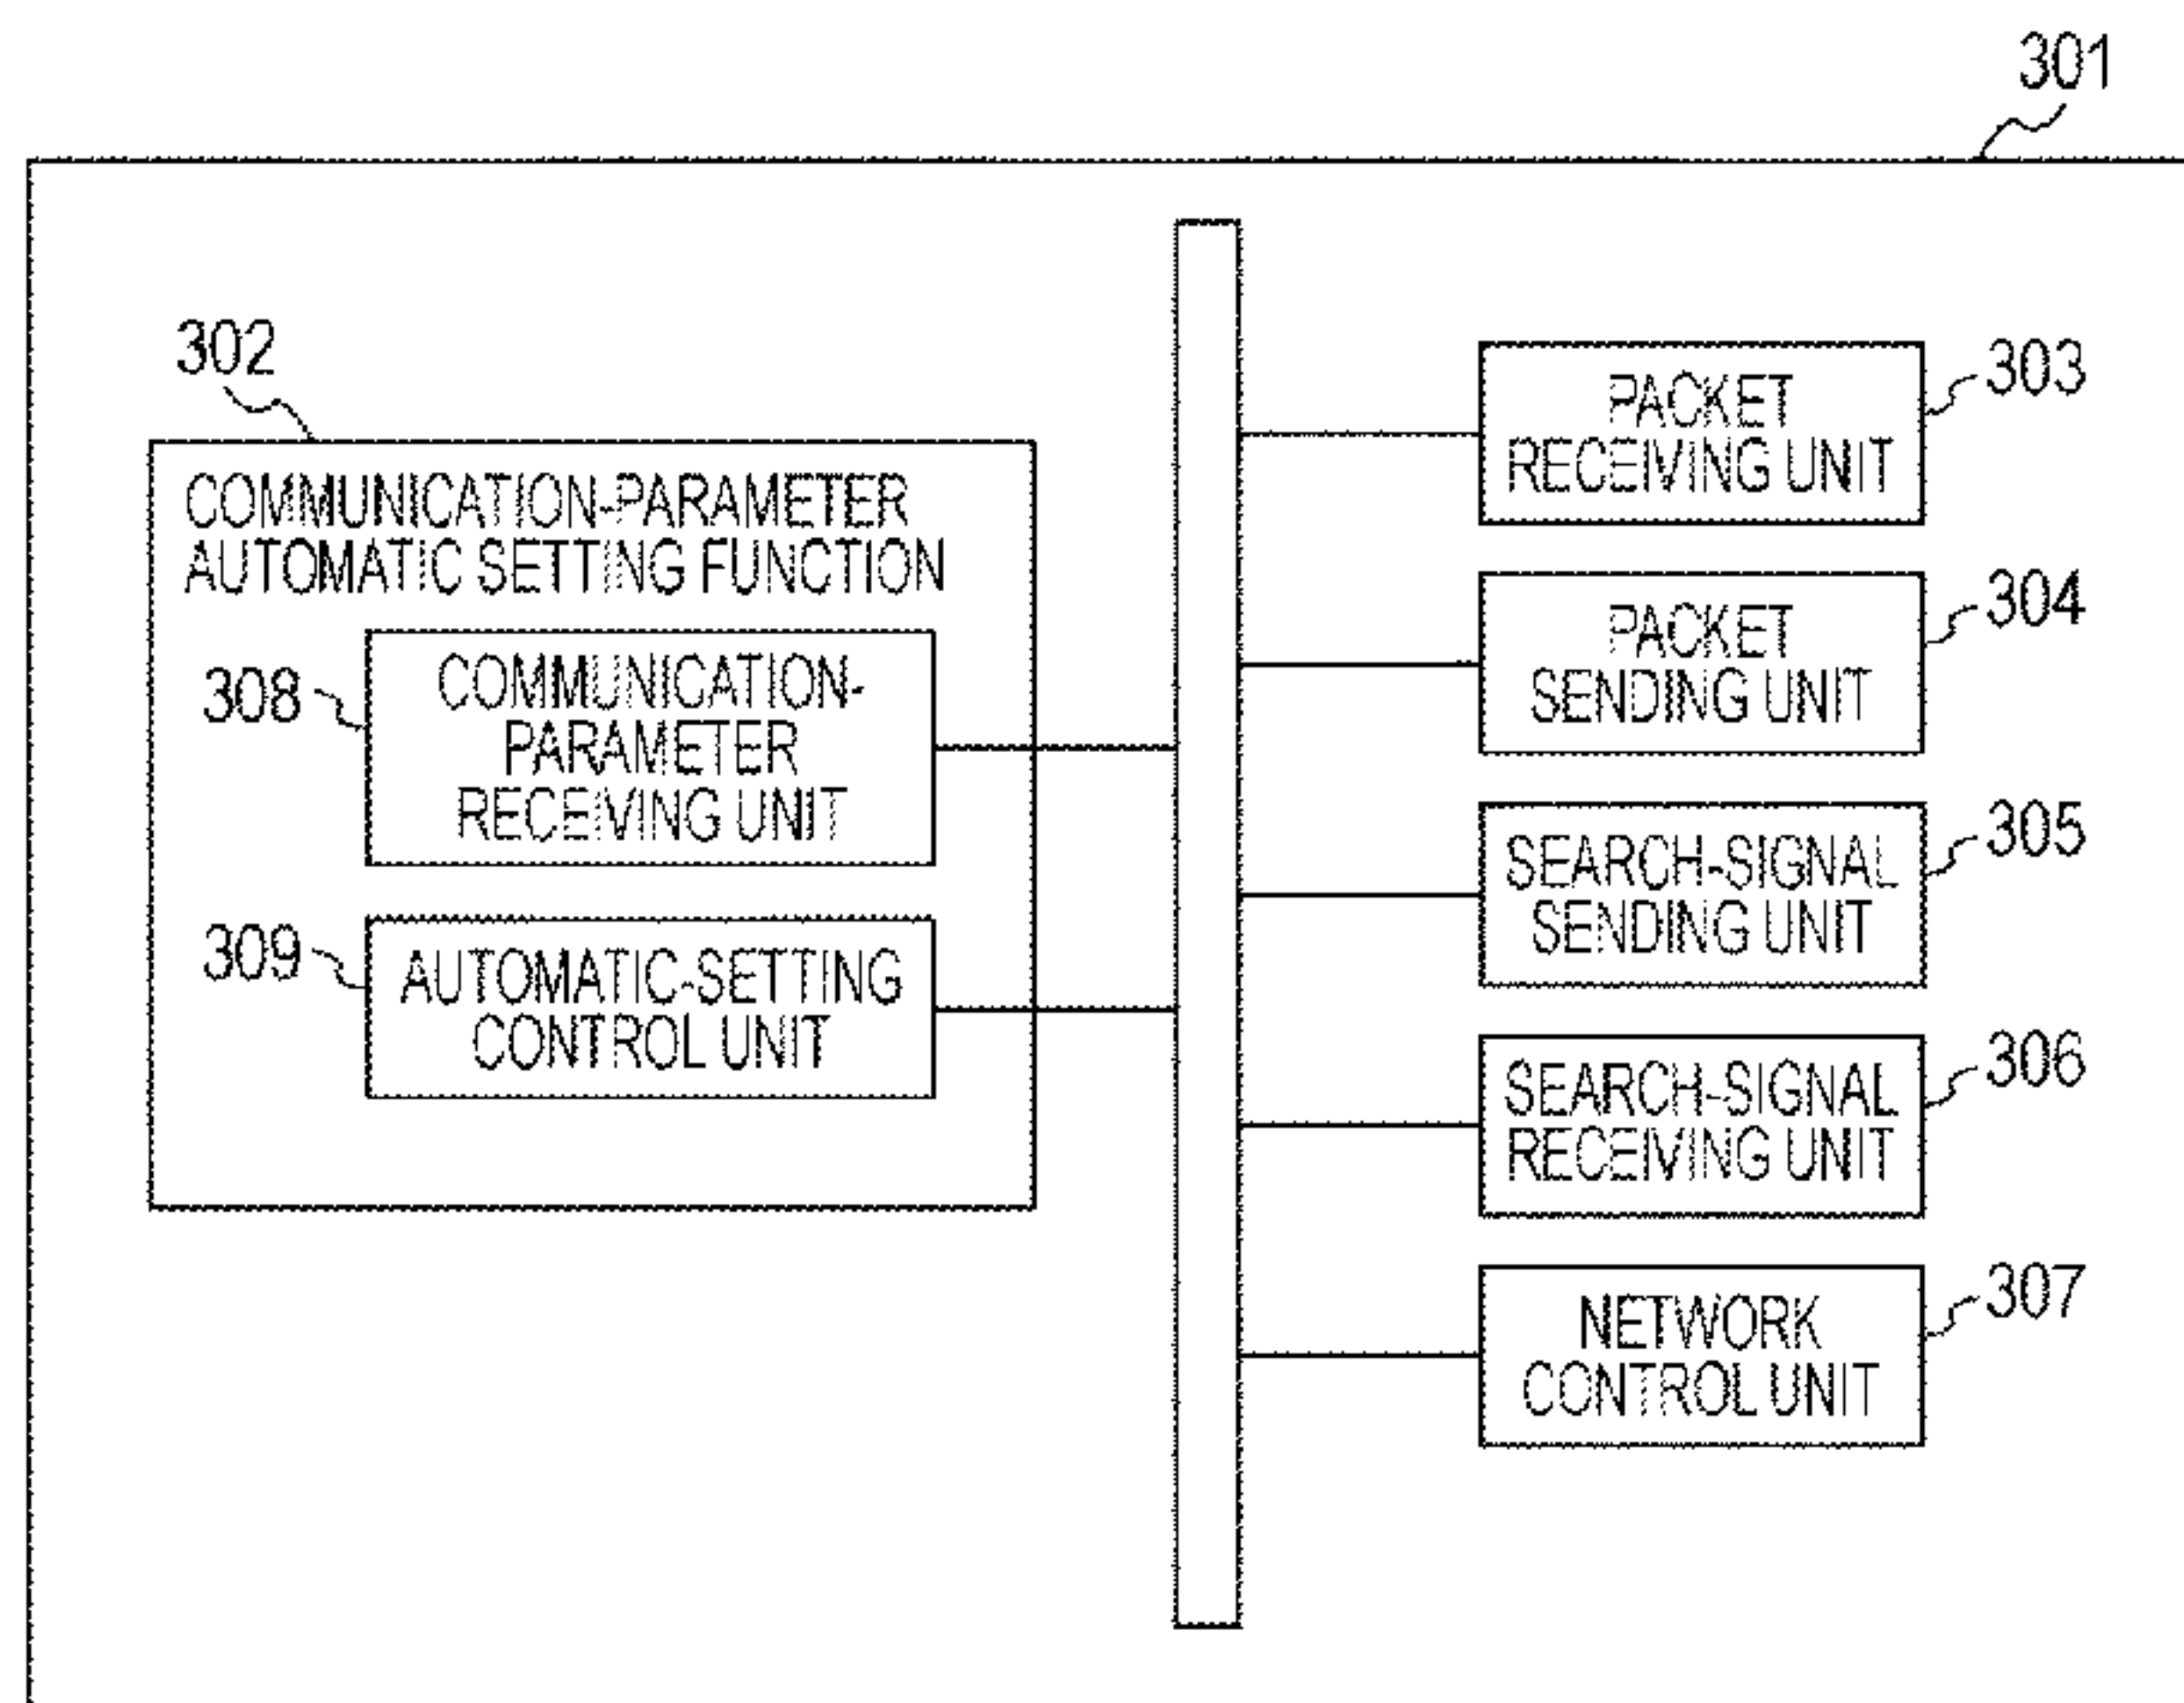 301
302
COMMUNICATION-PARAMETER
AUTOMATIC SETTING FUNCTION
308
COMMUNICATION-
PARAMETER
RECEIVING UNIT
309
AUTOMATIC-SETTING
CONTROL UNIT
303
PACKET
RECEIVING UNIT
304
PACKET
SENDING UNIT
305
SEARCH-SIGNAL
SENDING UNIT
306
SEARCH-SIGNAL
RECEIVING UNIT
307
NETWORK
CONTROL UNIT